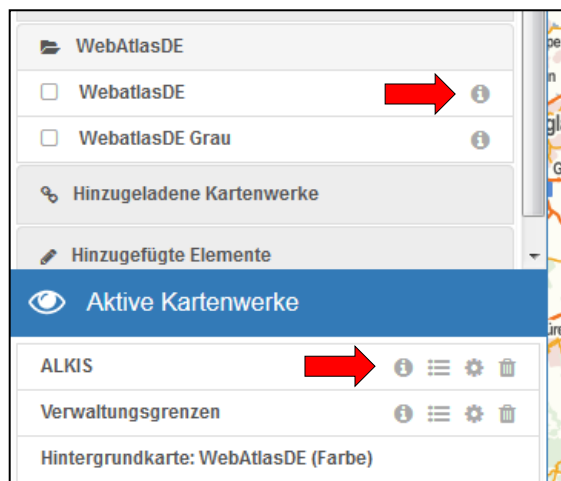 WebAtlasDE
WebatlasDE
WebatlasDE Grau
Hinzugeladene Kartenwerke
Hinzugefügte Elemente
Aktive Kartenwerke
ALKIS
Verwaltungsgrenzen
Hintergrundkarte: WebAtlasDE (Farbe)